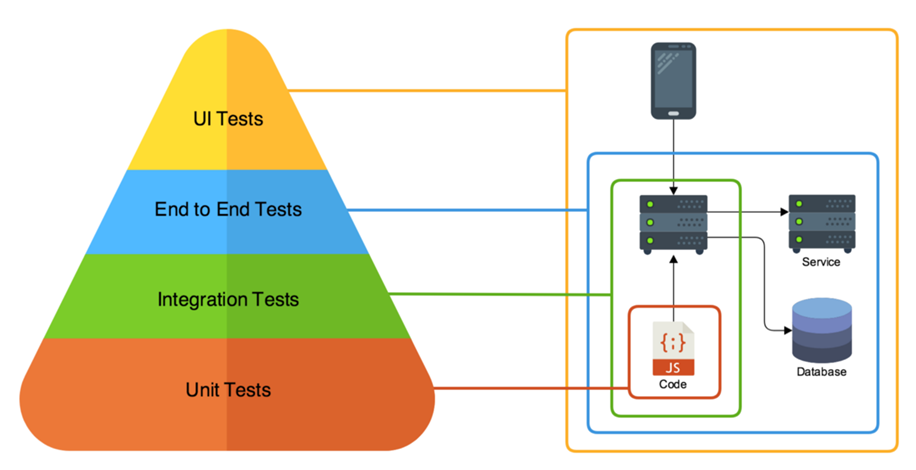 UI Tests
End to End Tests
Integration Tests
Unit Tests
Service
Database
{;}
JS
Code